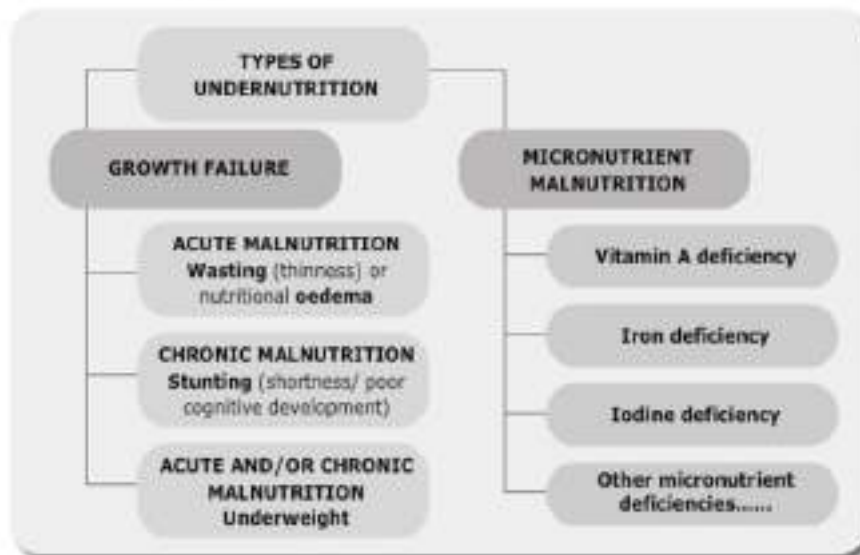 TYPES OF
UNDERNUTRITION
GROWTH FAILURE
ACUTE MALNUTRITION
Wasting (thinness) or
nutritional oedema
CHRONIC MALNUTRITION
Stunting (shortness/ poor
cognitive development)
ACUTE AND/OR CHRONIC
MALNUTRITION
Underweight
MICRONUTRIENT
MALNUTRITION
Vitamin A deficiency
Iron deficiency
Iodine deficiency
Other micronutrient
deficiencies......